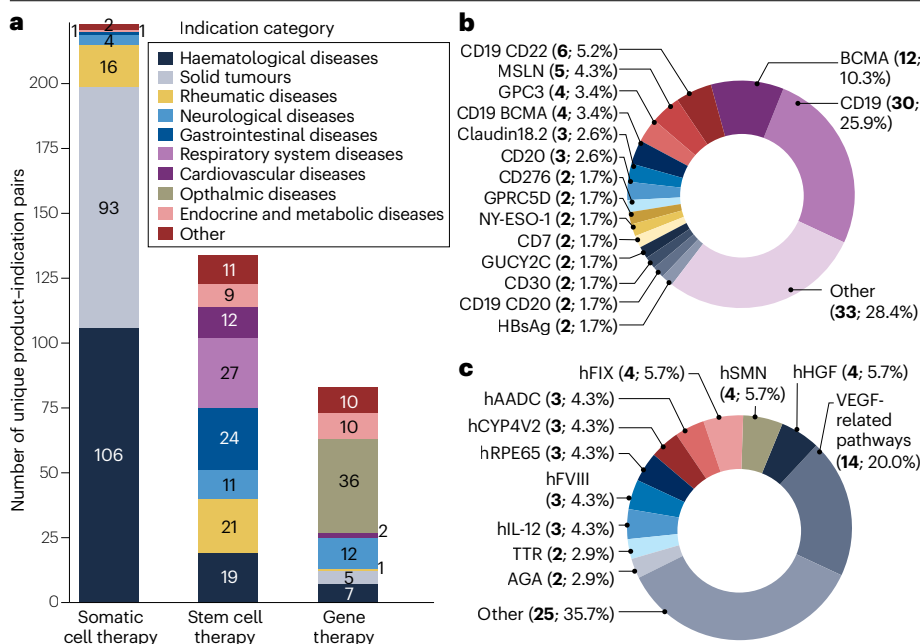 a
Indication category
Haematological diseases
Solid tumours
Rheumatic diseases
Neurological diseases
Gastrointestinal diseases
Respiratory system diseases
Cardiovascular diseases
Opthalmic diseases
Endocrine and metabolic diseases
Other
Number of unique product–indication pairs
200
175
150
125
100
75
50
25
0
2
1
1
4
16
93
106
11
9
12
27
24
11
21
19
10
10
36
2
12
1
5
7
Somatic
cell therapy
Stem cell
therapy
Gene
therapy
b
CD19 CD22 (6; 5.2%)
MSLN (5; 4.3%)
GPC3 (4; 3.4%)
CD19 BCMA (4; 3.4%)
Claudin18.2 (3; 2.6%)
CD20 (3; 2.6%)
CD276 (2; 1.7%)
GPRC5D (2; 1.7%)
NY-ESO-1 (2; 1.7%)
CD7 (2; 1.7%)
GUCY2C (2; 1.7%)
CD30 (2; 1.7%)
CD19 CD20 (2; 1.7%)
HBsAg (2; 1.7%)
BCMA (12;
10.3%)
CD19 (30;
25.9%)
Other
(33; 28.4%)
c
hFIX (4; 5.7%)
hSMN
(4; 5.7%)
hHGF (4; 5.7%)
VEGF-
related
pathways
(14; 20.0%)
hAADC (3; 4.3%)
hCYP4V2 (3; 4.3%)
hRPE65 (3; 4.3%)
hFVIII
(3; 4.3%)
hIL-12 (3; 4.3%)
TTR (2; 2.9%)
AGA (2; 2.9%)
Other (25; 35.7%)